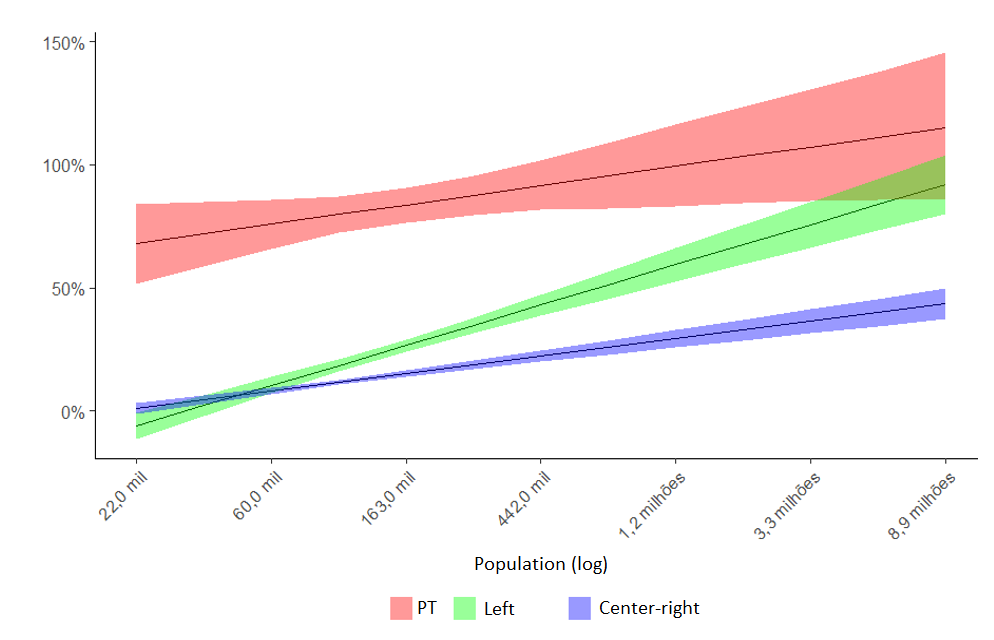 150%
100%
50%
0%
22,0 mil
60,0 mil
163,0 mil
442,0 mil
1,2 milhões
3,3 milhões
8,9 milhões
Population (log)
PT Left Center-right